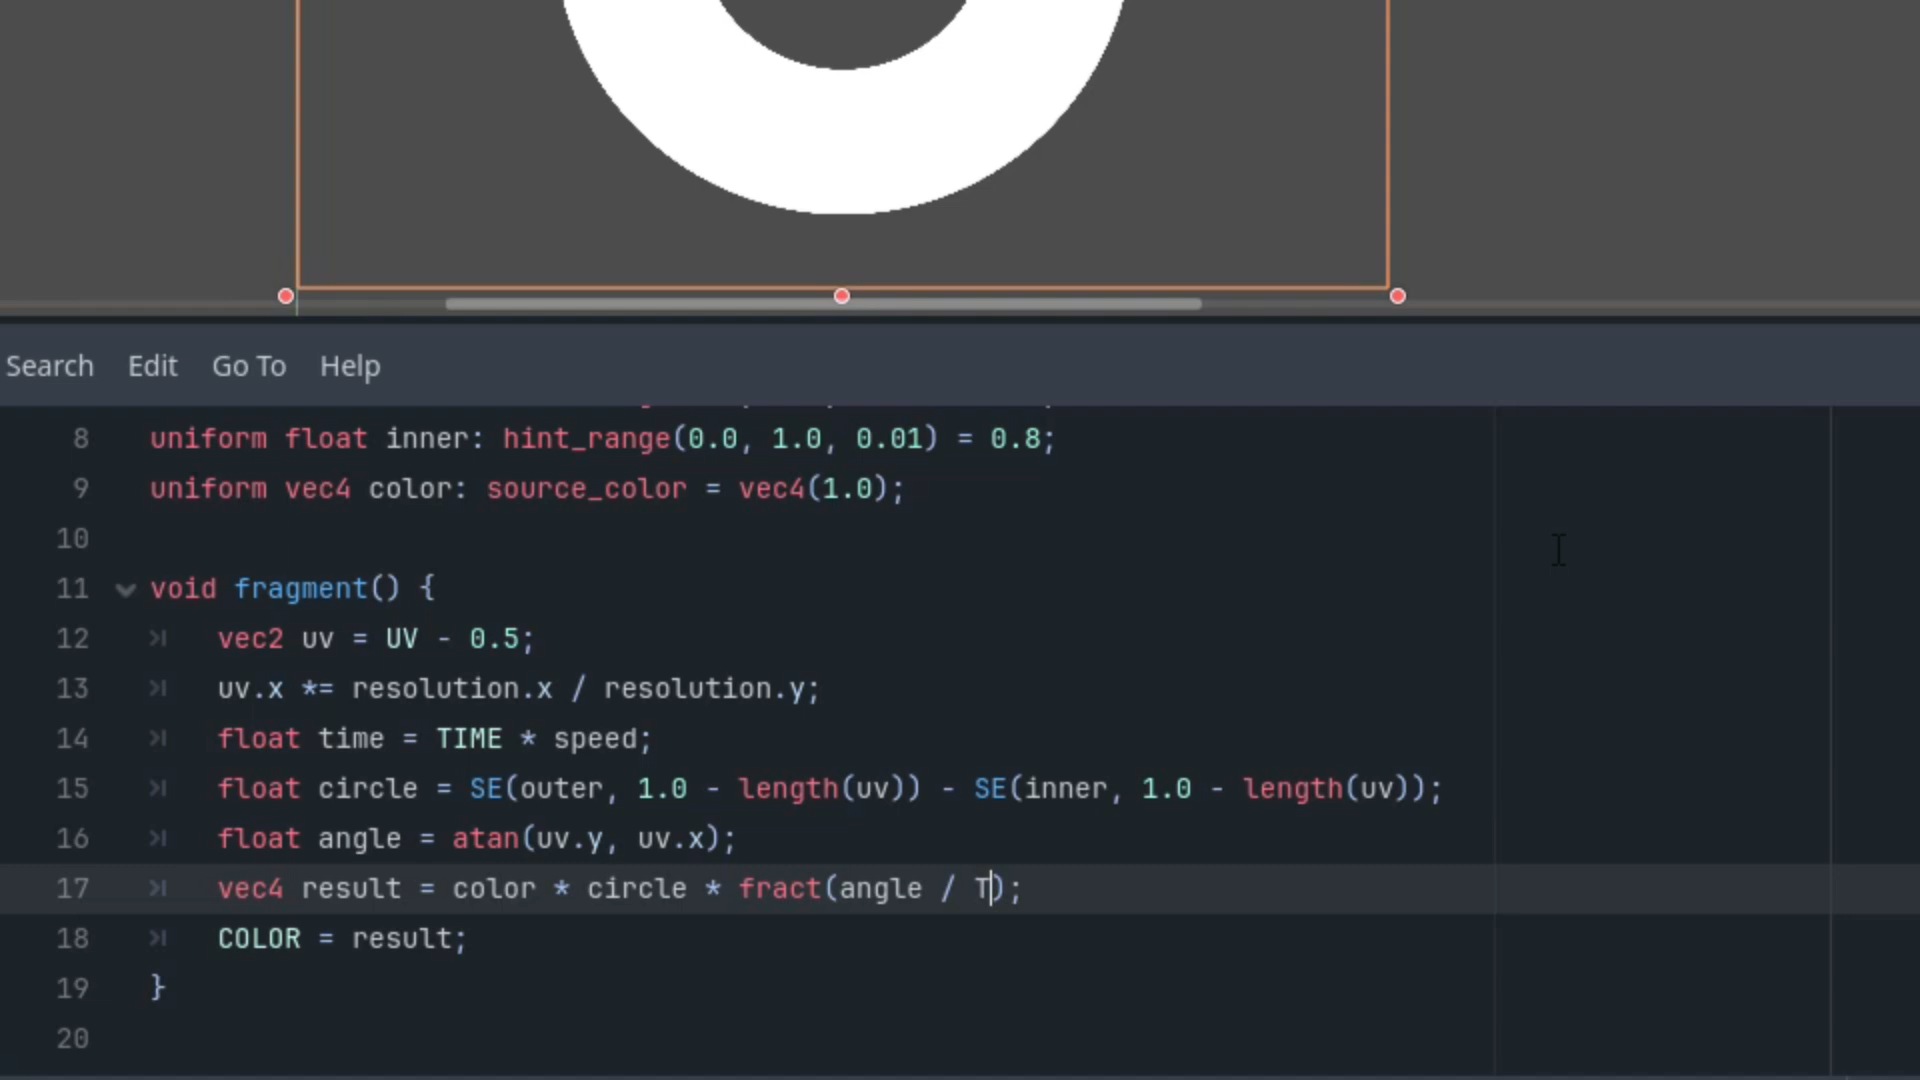 Search Edit Go To Help
8 uniform float inner: hint_range(0.0, 1.0, 0.01) = 0.8;
9 uniform vec4 color: source_color = vec4(1.0);
10
11 void fragment() {
12 vec2 uv = UV - 0.5;
13 uv.x *= resolution.x / resolution.y;
14 float time = TIME * speed;
15 float circle = SE(outer, 1.0 - length(uv)) - SE(inner, 1.0 - length(uv));
16 float angle = atan(uv.y, uv.x);
17 vec4 result = color * circle * fract(angle / T);
18 COLOR = result;
19 }
20